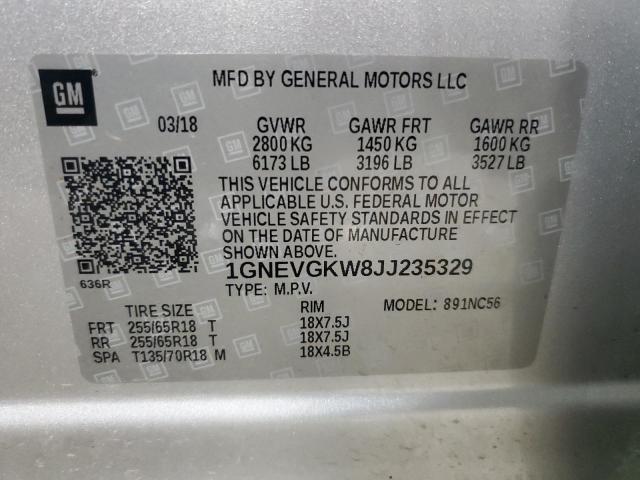 GM
MFD BY GENERAL MOTORS LLC
03/18 GVWR GAWR FRT GAWR RR
2800 KG 1450 KG 1600 KG
6173 LB 3196 LB 3527 LB
THIS VEHICLE CONFORMS TO ALL
APPLICABLE U.S. FEDERAL MOTOR
VEHICLE SAFETY STANDARDS IN EFFECT
ON THE DATE OF MANUFACTURE
SHOWN ABOVE.
1GNEVGKW8JJ235329
636R
TYPE: M.P.V.
TIRE SIZE RIM MODEL: 891NC56
FRT 255/65R18 T 18X7.5J
RR 255/65R18 T 18X7.5J
SPA T135/70R18 M 18X4.5B